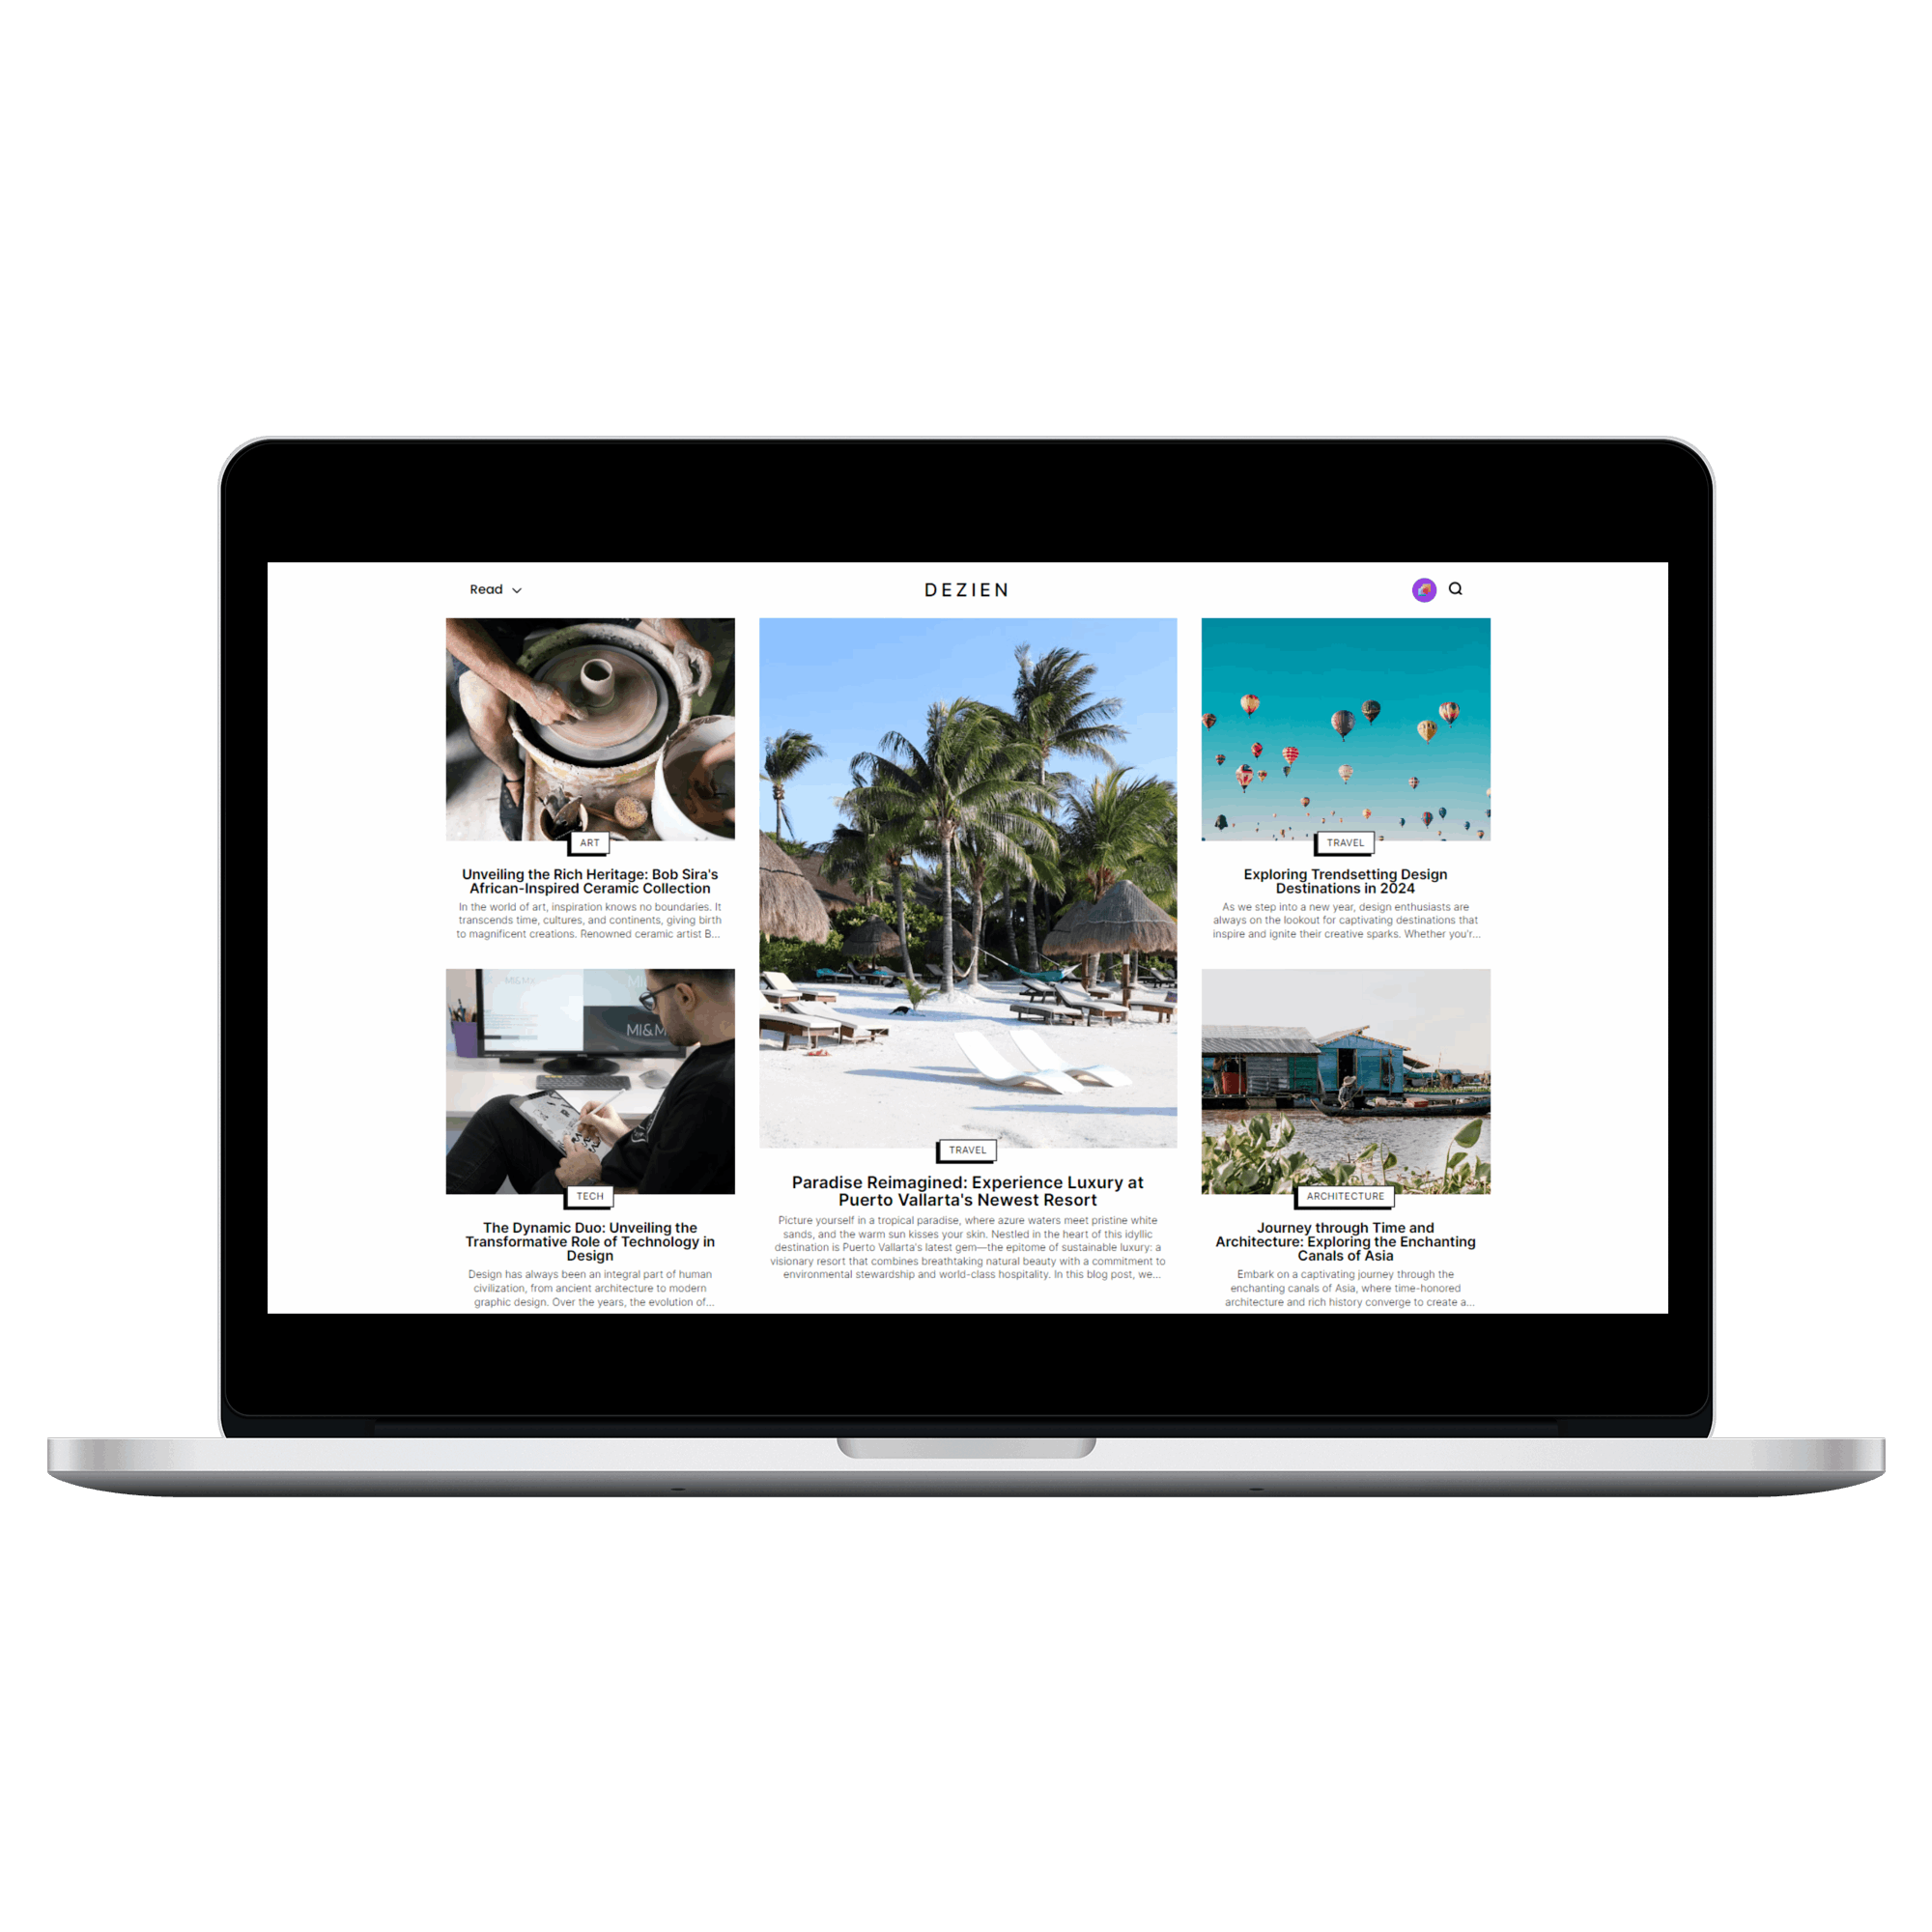 Read
DEZIEN
ART
Unveiling the Rich Heritage: Bob Sira's
African-Inspired Ceramic Collection
In the world of art, inspiration knows no boundaries. It
transcends time, cultures, and continents, giving birth
to magnificent creations. Renowned ceramic artist B...
MI&M
TECH
The Dynamic Duo: Unveiling the
Transformative Role of Technology in
Design
Design has always been an integral part of human
civilization, from ancient architecture to modern
graphic design. Over the years, the evolution of...
TRAVEL
Paradise Reimagined: Experience Luxury at
Puerto Vallarta's Newest Resort
Picture yourself in a tropical paradise, where azure waters meet pristine white
sands, and the warm sun kisses your skin. Nestled in the heart of this idyllic
destination is Puerto Vallarta's latest gem—the epitome of sustainable luxury: a
visionary resort that combines breathtaking natural beauty with a commitment to
environmental stewardship and world-class hospitality. In this blog post, we...
TRAVEL
Exploring Trendsetting Design
Destinations in 2024
As we step into a new year, design enthusiasts are
always on the lookout for captivating destinations that
inspire and ignite their creative sparks. Whether you'r...
ARCHITECTURE
Journey through Time and
Architecture: Exploring the Enchanting
Canals of Asia
Embark on a captivating journey through the
enchanting canals of Asia, where time-honored
architecture and rich history converge to create a...